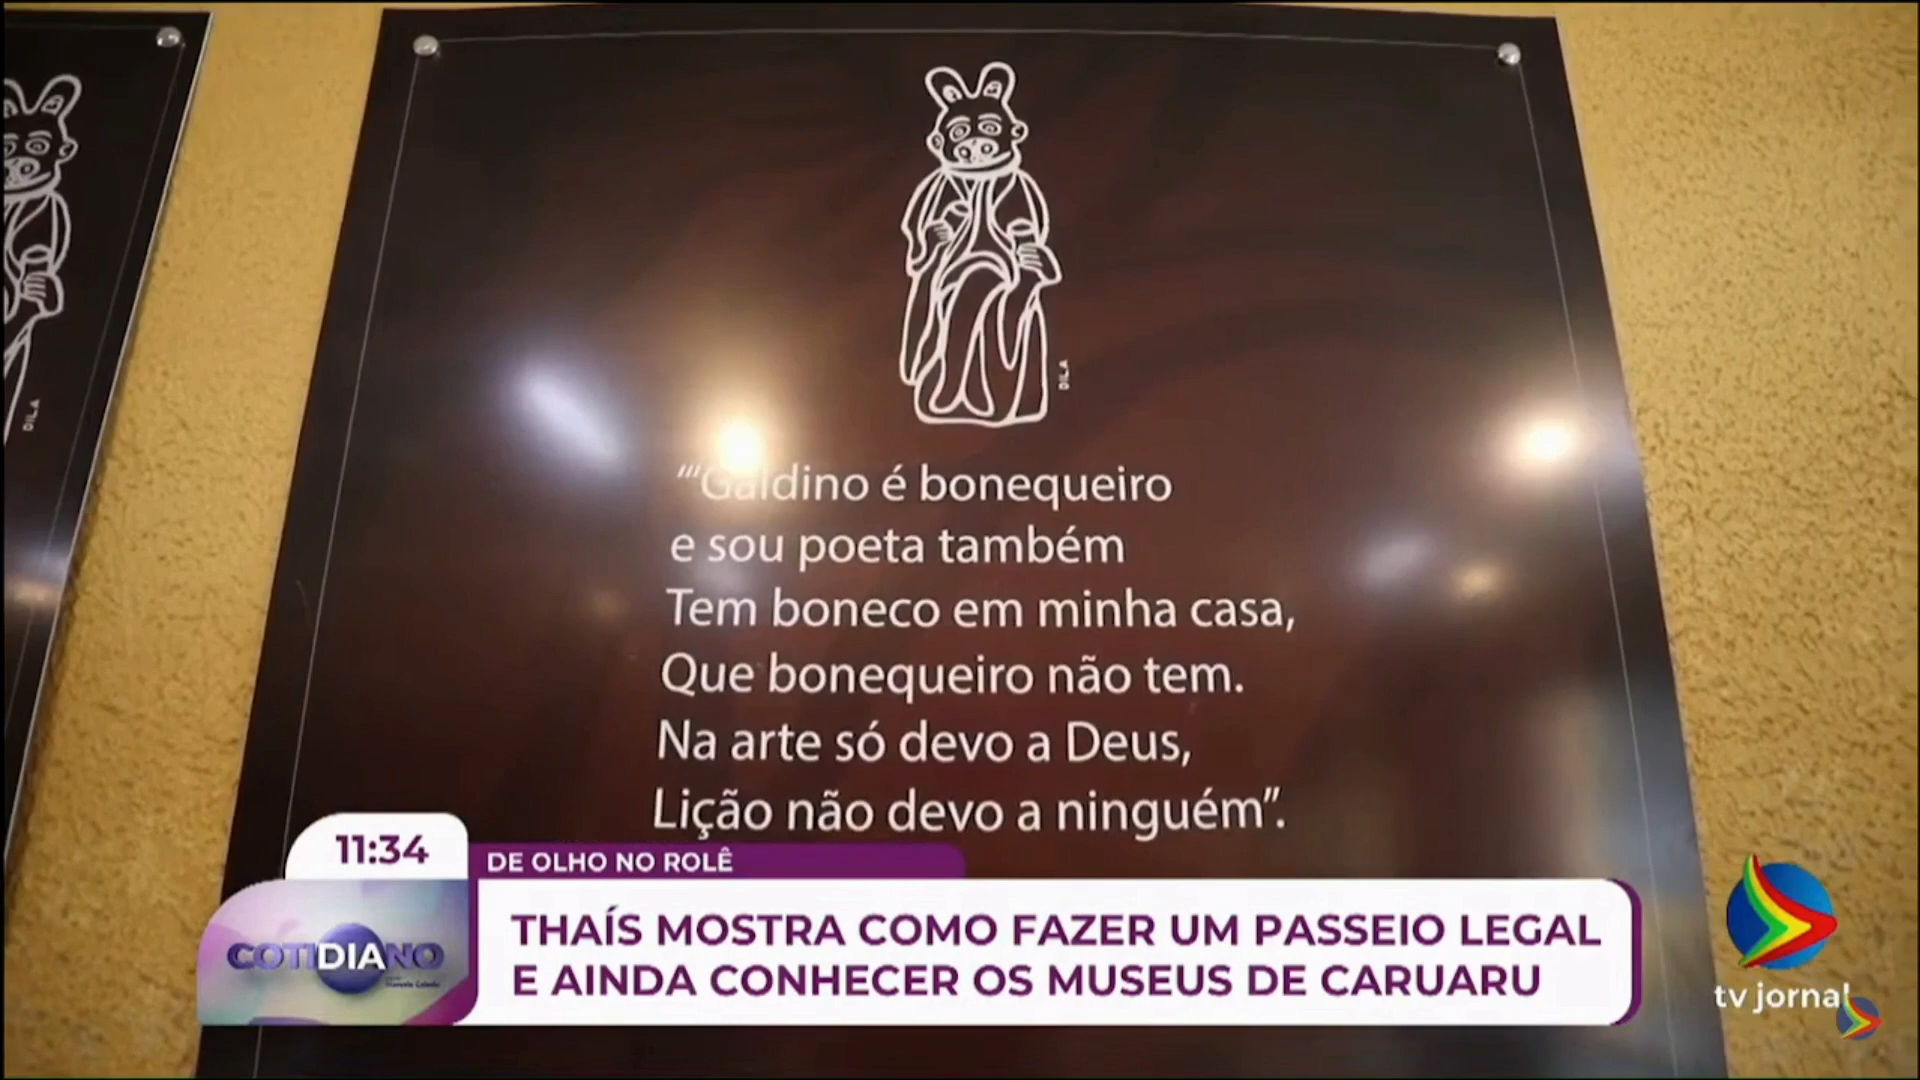 DILA
DILA
"'Galdino é bonequeiro
e sou poeta também
Tem boneco em minha casa,
Que bonequeiro não tem.
Na arte só devo a Deus,
Lição não devo a ninguém".
11:34
DE OLHO NO ROLÊ
COTIDIANO
THAÍS MOSTRA COMO FAZER UM PASSEIO LEGAL
E AINDA CONHECER OS MUSEUS DE CARUARU
tv jornal